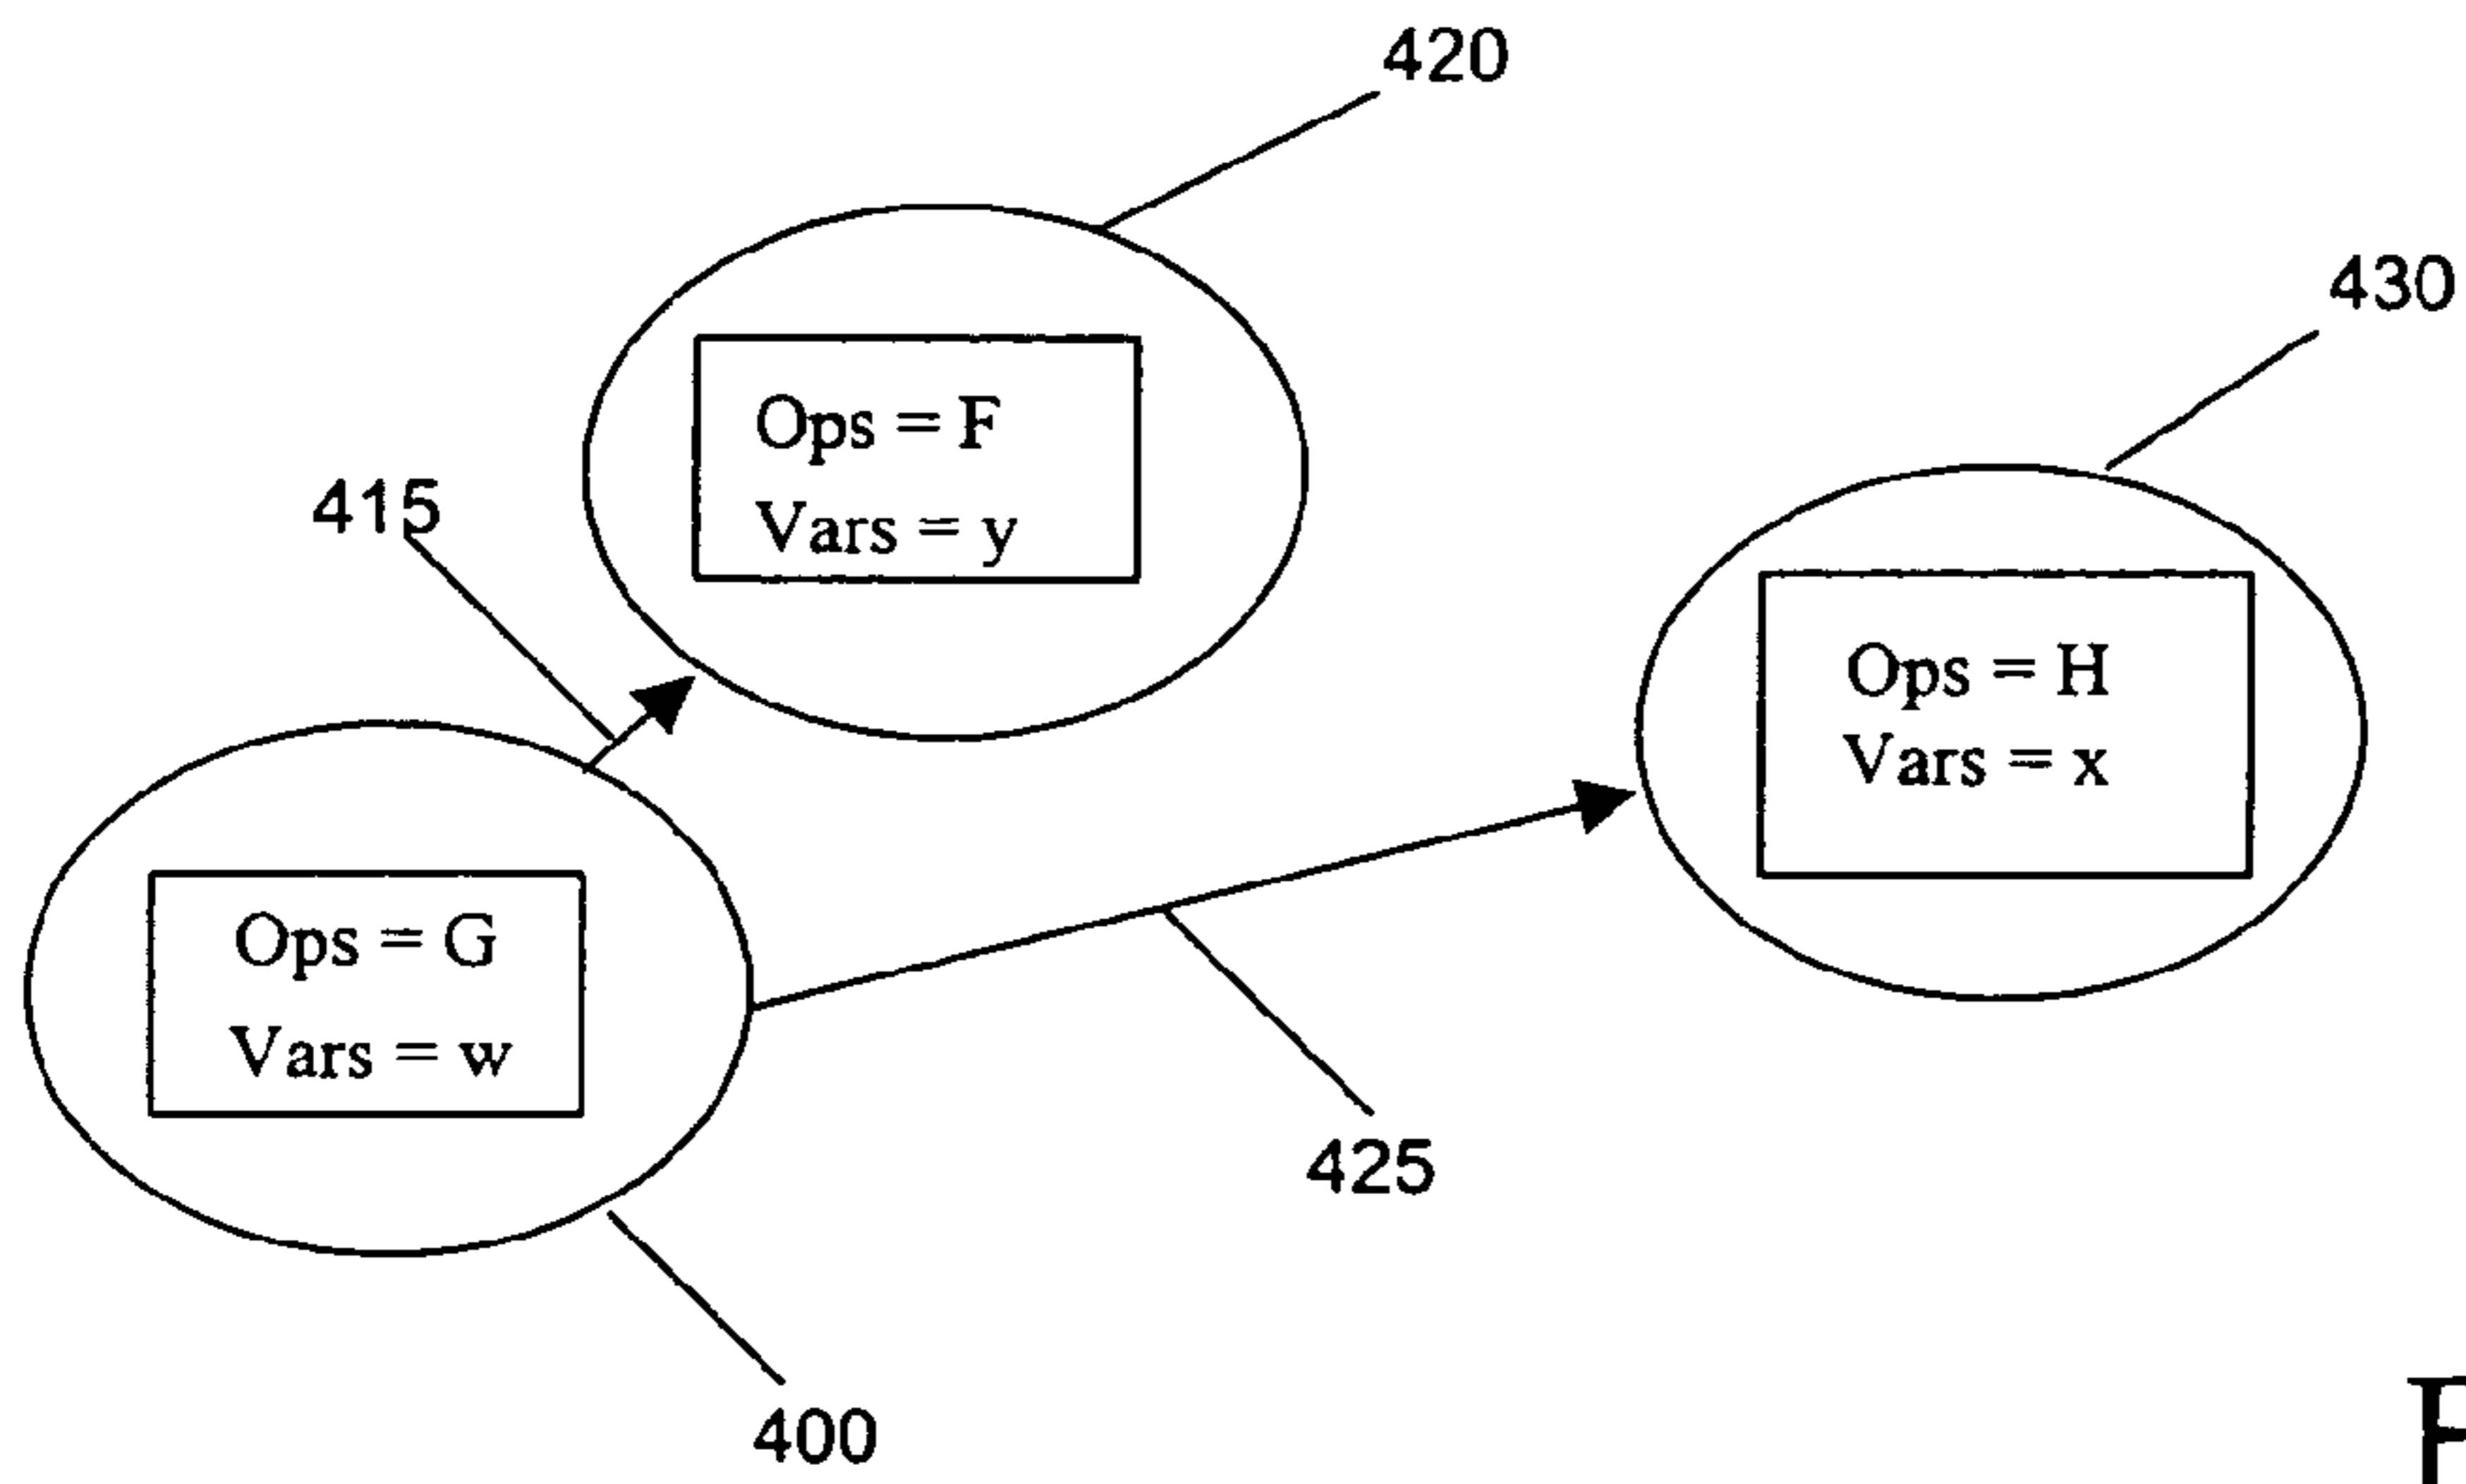 420
430
Ops = F
Vars = y
415
Ops = H
Vars = x
Ops = G
Vars = w
425
400